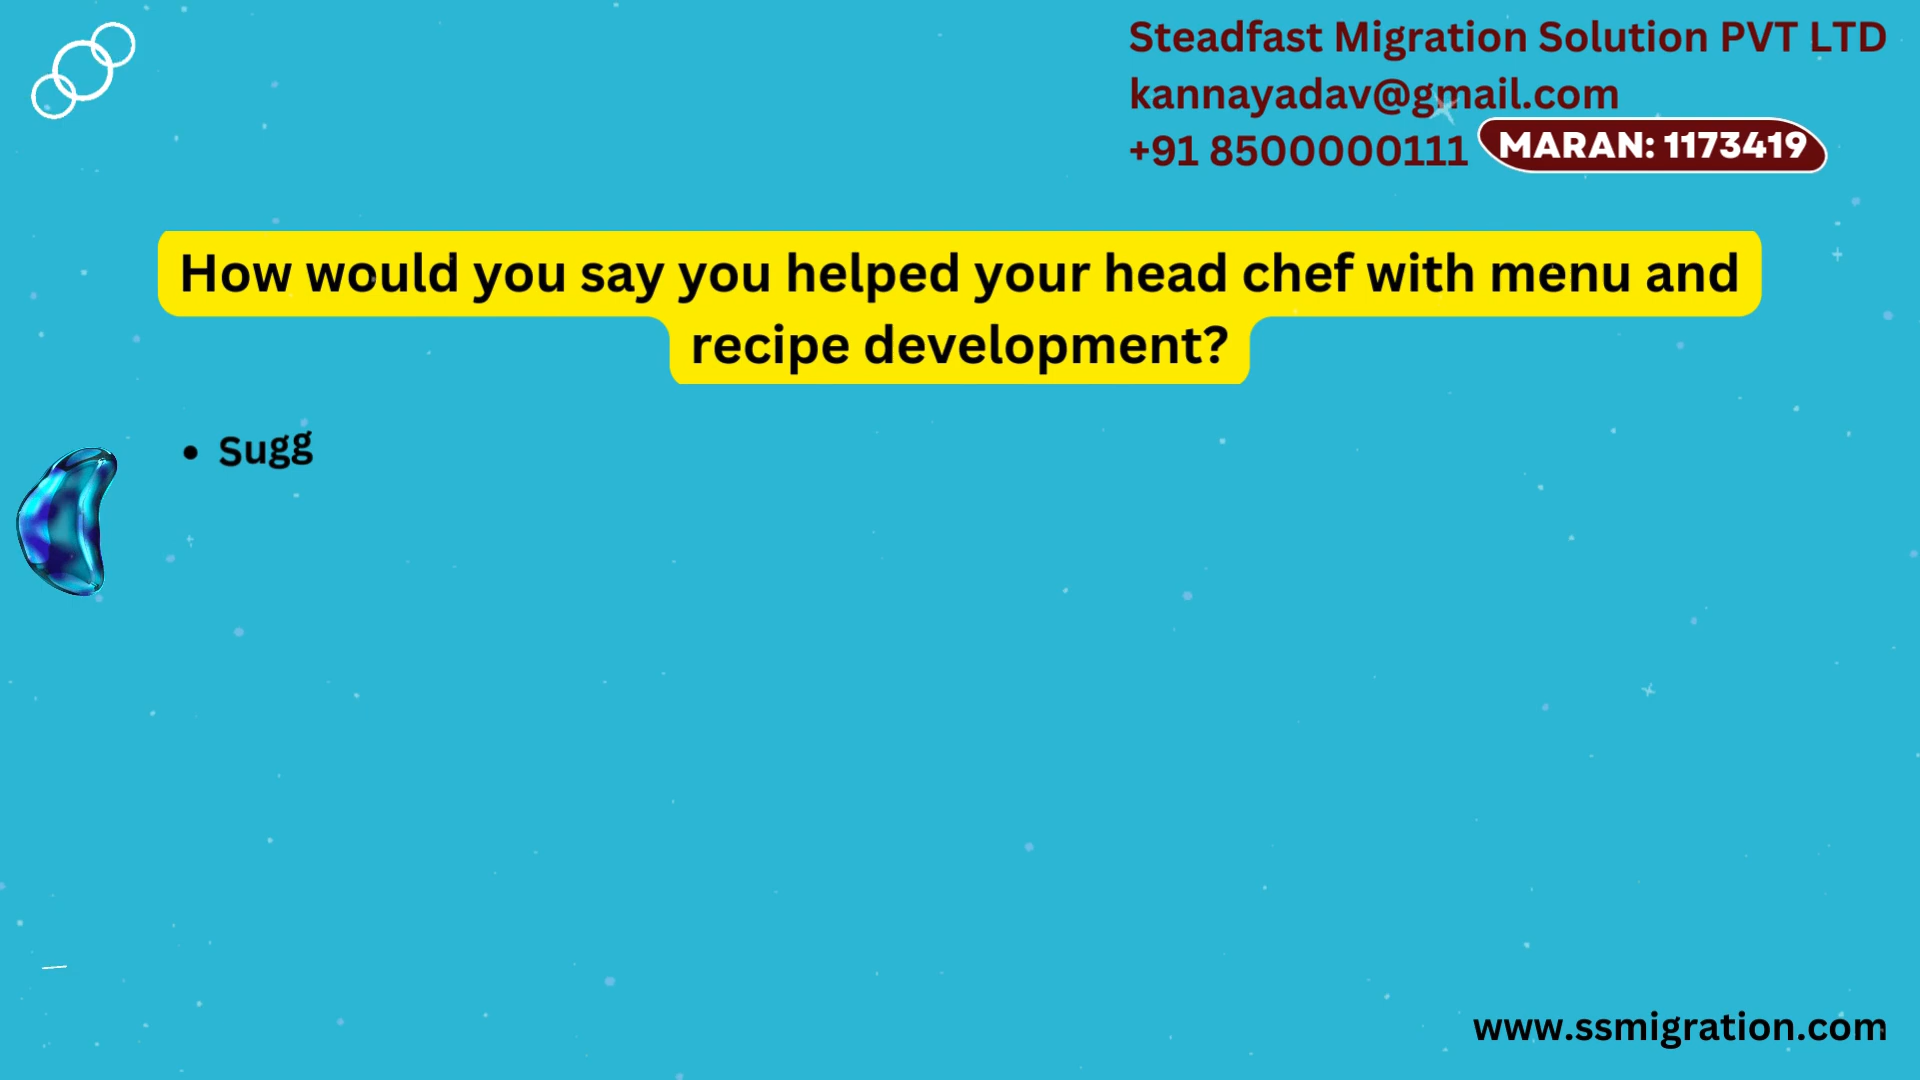 Steadfast Migration Solution PVT LTD
kannayadav@gmail.com
+91 8500000111 MARAN: 1173419
How would you say you helped your head chef with menu and
recipe development?
• Sugg
www.ssmigration.com